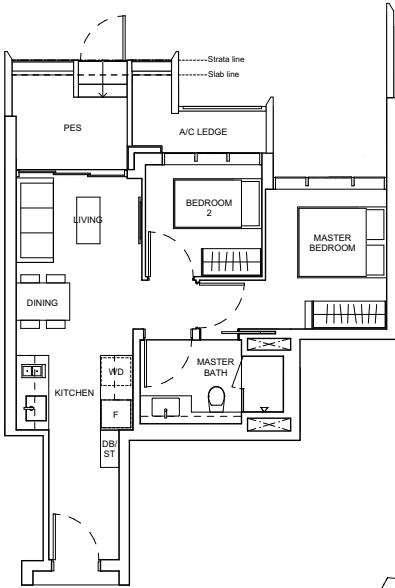 Strata line
Slab line
PES
A/C LEDGE
LIVING
BEDROOM
2
MASTER
BEDROOM
DINING
MASTER
BATH
WD
KITCHEN
F
DB/
ST